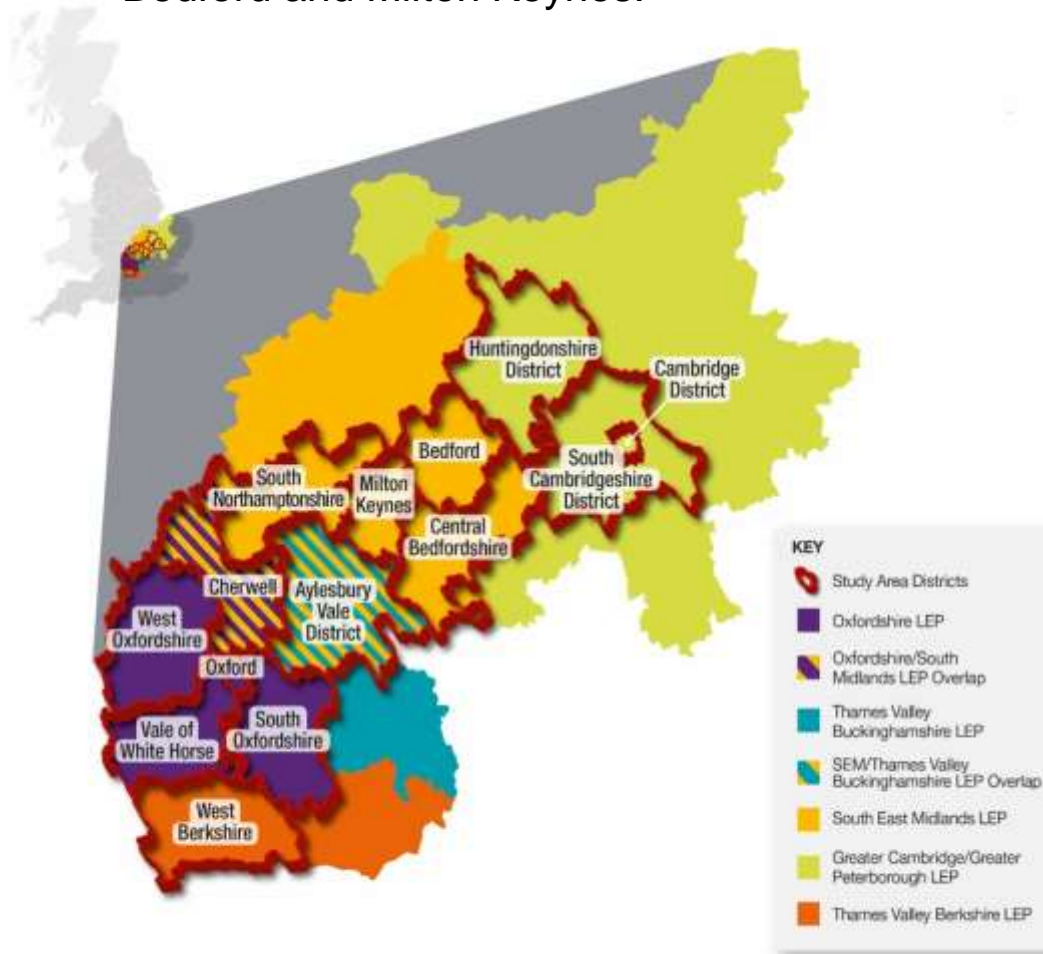 Bedford and Milton Keynes.
Huntingdonshire
District
Cambridge
District
Bedford
South
Cambridgeshire
District
South
Northamptonshire
Milton
Keynes
Central
Bedfordshire
Cherwell
Aylesbury
Vale
District
West
Oxfordshire
Oxford
Vale of
White Horse
South
Oxfordshire
West
Berkshire
KEY
Study Area Districts
Oxfordshire LEP
Oxfordshire/South
Midlands LEP Overlap
Thames Valley
Buckinghamshire LEP
SEM/Thames Valley
Buckinghamshire LEP Overlap
South East Midlands LEP
Greater Cambridge/Greater
Peterborough LEP
Thames Valley Berkshire LEP